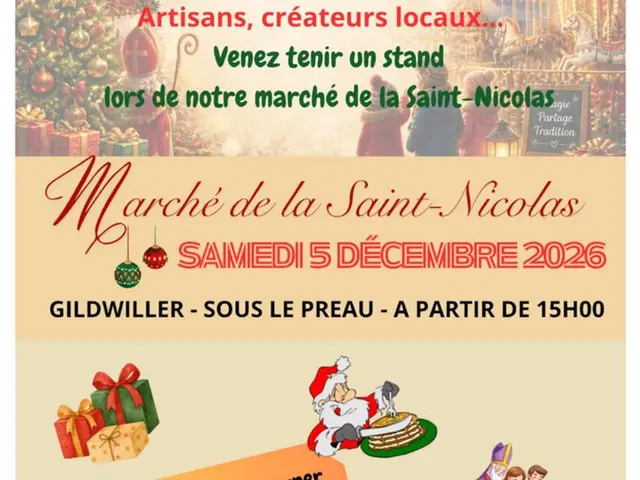 Artisans, créateurs locaux...
Venez tenir un stand
lors de notre marché de la Saint-Nicolas
Magie
Partage
Tradition
Marché de la Saint-Nicolas
SAMEDI 5 DÉCEMBRE 2026
GILDWILLER - SOUS LE PREAU - A PARTIR DE 15H00